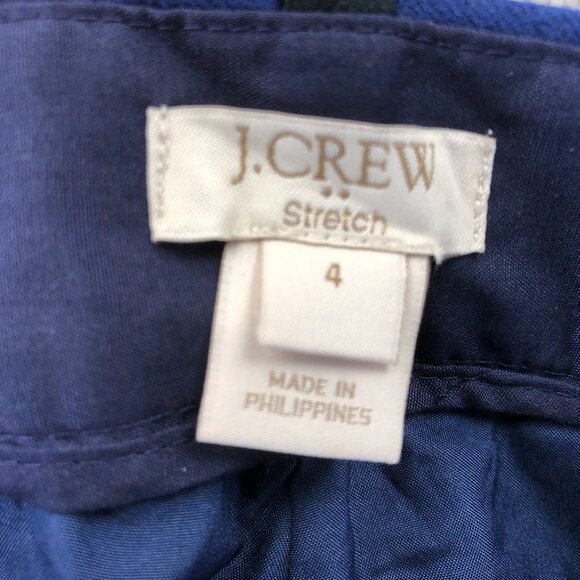 J.CREW
Stretch
4
MADE IN
PHILIPPINES